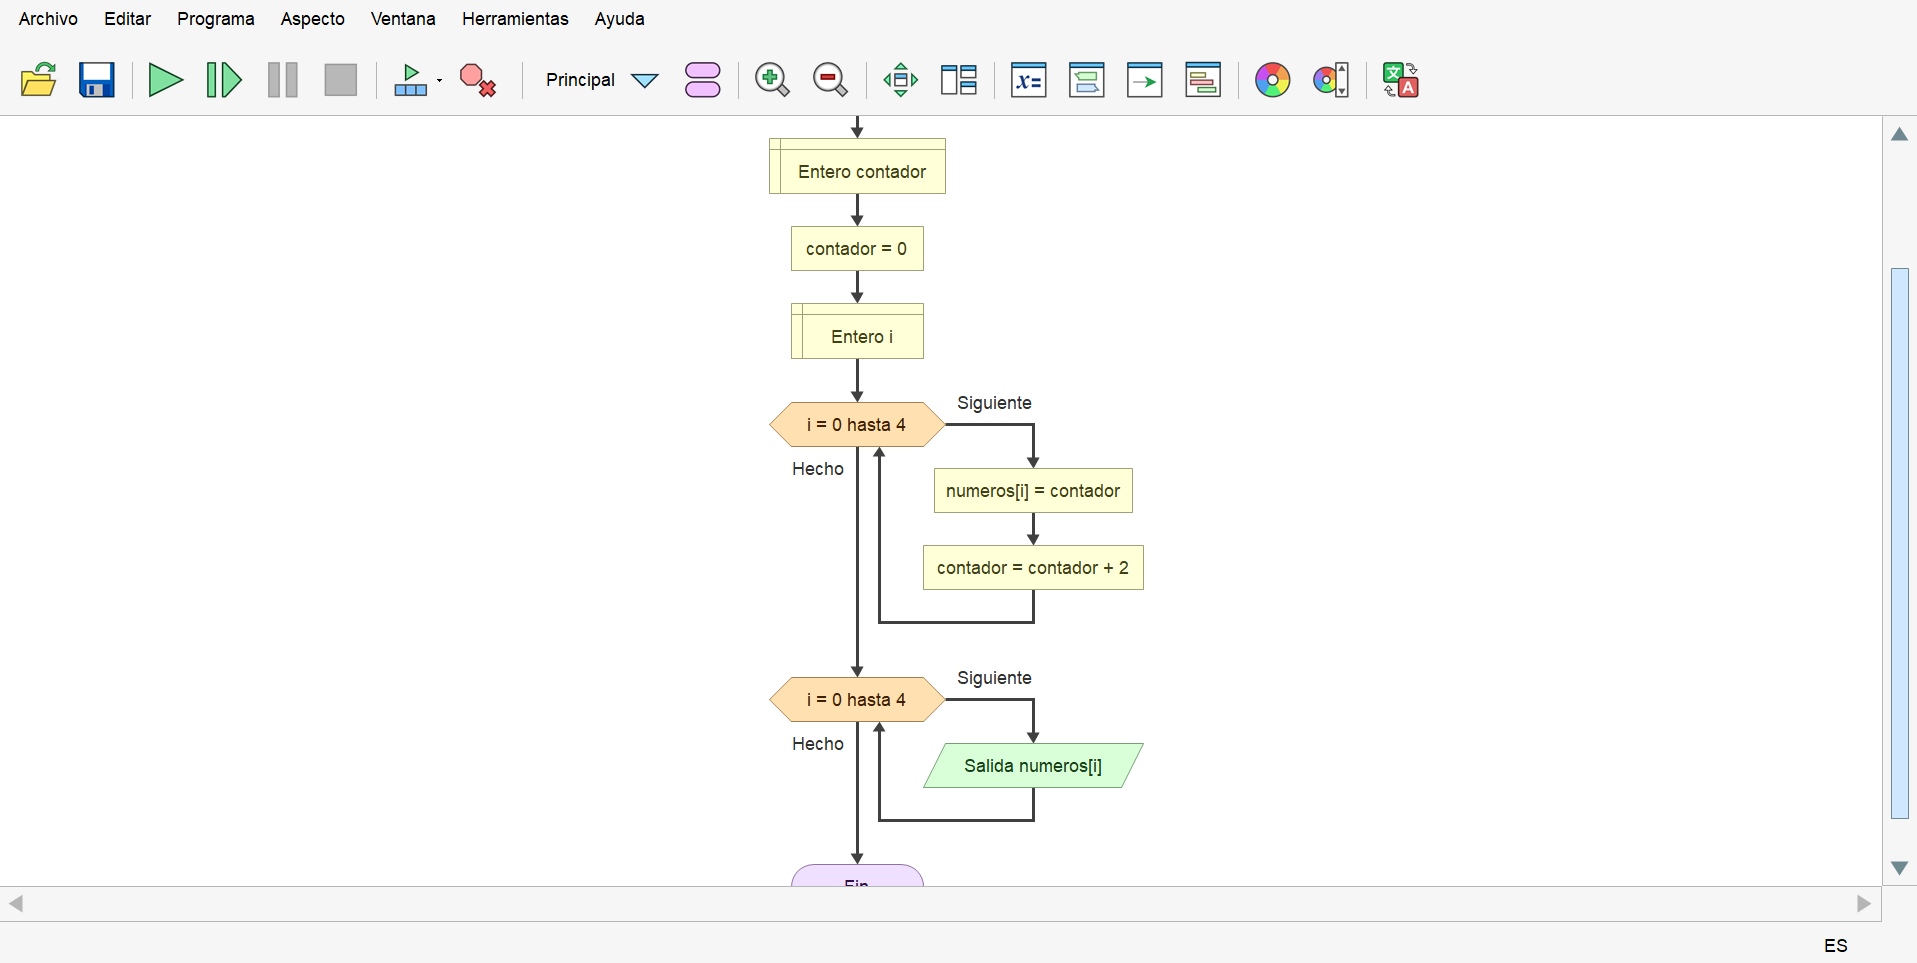 Archivo Editar Programa Aspecto Ventana Herramientas Ayuda
Principal
Entero contador
contador = 0
Entero i
i = 0 hasta 4
Siguiente
Hecho
numeros[i] = contador
contador = contador + 2
i = 0 hasta 4
Siguiente
Hecho
Salida numeros[i]
Fin
ES